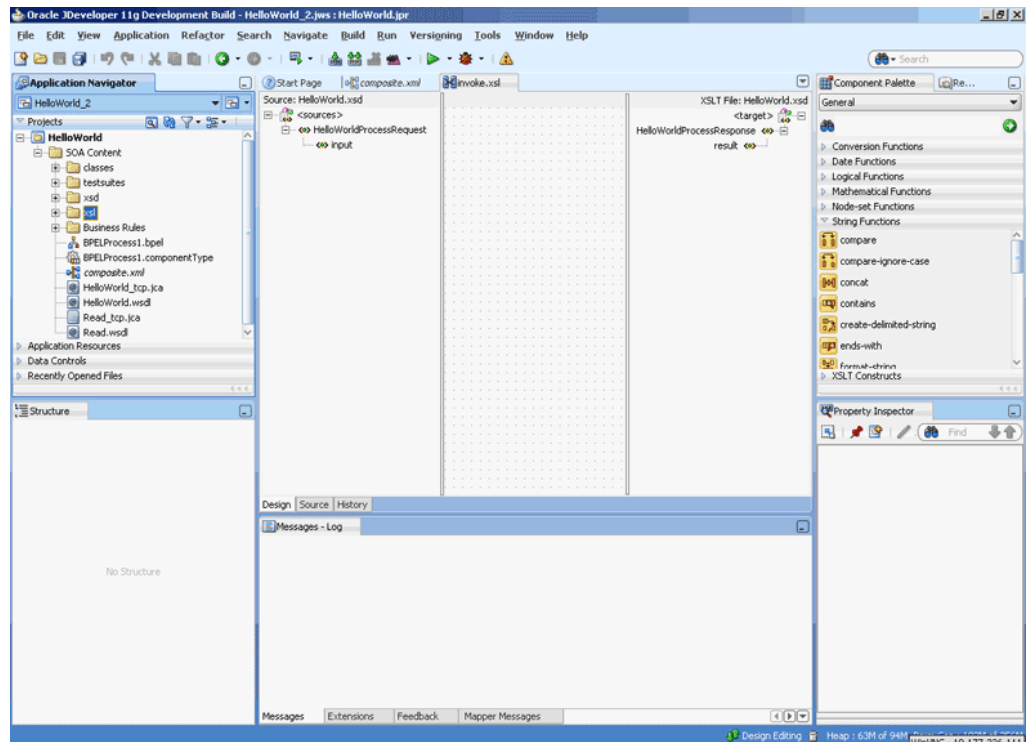 Oracle JDeveloper 11g Development Build - HelloWorld_2.jws : HelloWorld.jpr
File Edit View Application Refactor Search Navigate Build Run Versioning Tools Window Help
Search
Application Navigator
HelloWorld_2
Projects
HelloWorld
SOA Content
classes
testsuites
xsd
xsl
Business Rules
BPELProcess1.bpel
BPELProcess1.componentType
composite.xml
HelloWorld_tcp.jca
HelloWorld.wsdl
Read_tcp.jca
Read.wsdl
Application Resources
Data Controls
Recently Opened Files
Structure
No Structure
Start Page composite.xml invoke.xsl
Source: HelloWorld.xsd
<sources>
HelloWorldProcessRequest
input
XSLT File: HelloWorld.xsd
<target>
HelloWorldProcessResponse
result
Design Source History
Messages - Log
Messages Extensions Feedback Mapper Messages
Component Palette Re...
General
Conversion Functions
Date Functions
Logical Functions
Mathematical Functions
Node-set Functions
String Functions
compare
compare-ignore-case
concat
contains
create-delimited-string
ends-with
format-string
XSLT Constructs
Property Inspector
Find
Design Editing Heap : 63M of 94M